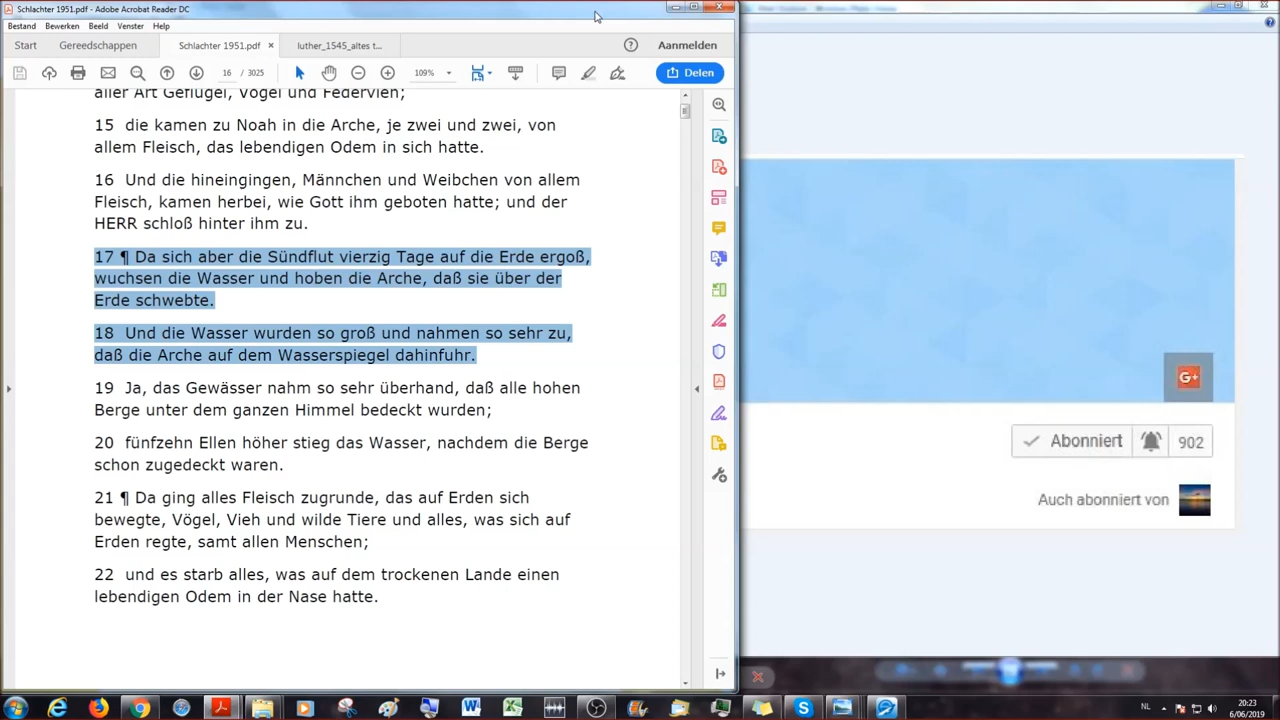 Schlachter 1951.pdf - Adobe Acrobat Reader DC
Bestand Bewerken Beeld Venster Help
Start Gereedschappen Schlachter 1951.pdf × luther_1545_altes t... Aanmelden
16 / 3025 109% Delen
aller Art Geflügel, Vögel und Federvieh;
15 die kamen zu Noah in die Arche, je zwei und zwei, von
allem Fleisch, das lebendigen Odem in sich hatte.
16 Und die hineingingen, Männchen und Weibchen von allem
Fleisch, kamen herbei, wie Gott ihm geboten hatte; und der
HERR schloß hinter ihm zu.
17 ¶ Da sich aber die Sündflut vierzig Tage auf die Erde ergoß,
wuchsen die Wasser und hoben die Arche, daß sie über der
Erde schwebte.
18 Und die Wasser wurden so groß und nahmen so sehr zu,
daß die Arche auf dem Wasserspiegel dahinfuhr.
19 Ja, das Gewässer nahm so sehr überhand, daß alle hohen
Berge unter dem ganzen Himmel bedeckt wurden;
20 fünfzehn Ellen höher stieg das Wasser, nachdem die Berge
schon zugedeckt waren.
21 ¶ Da ging alles Fleisch zugrunde, das auf Erden sich
bewegte, Vögel, Vieh und wilde Tiere und alles, was sich auf
Erden regte, samt allen Menschen;
22 und es starb alles, was auf dem trockenen Lande einen
lebendigen Odem in der Nase hatte.
G+
Abonniert 902
Auch abonniert von
NL 20:23
6/06/2019